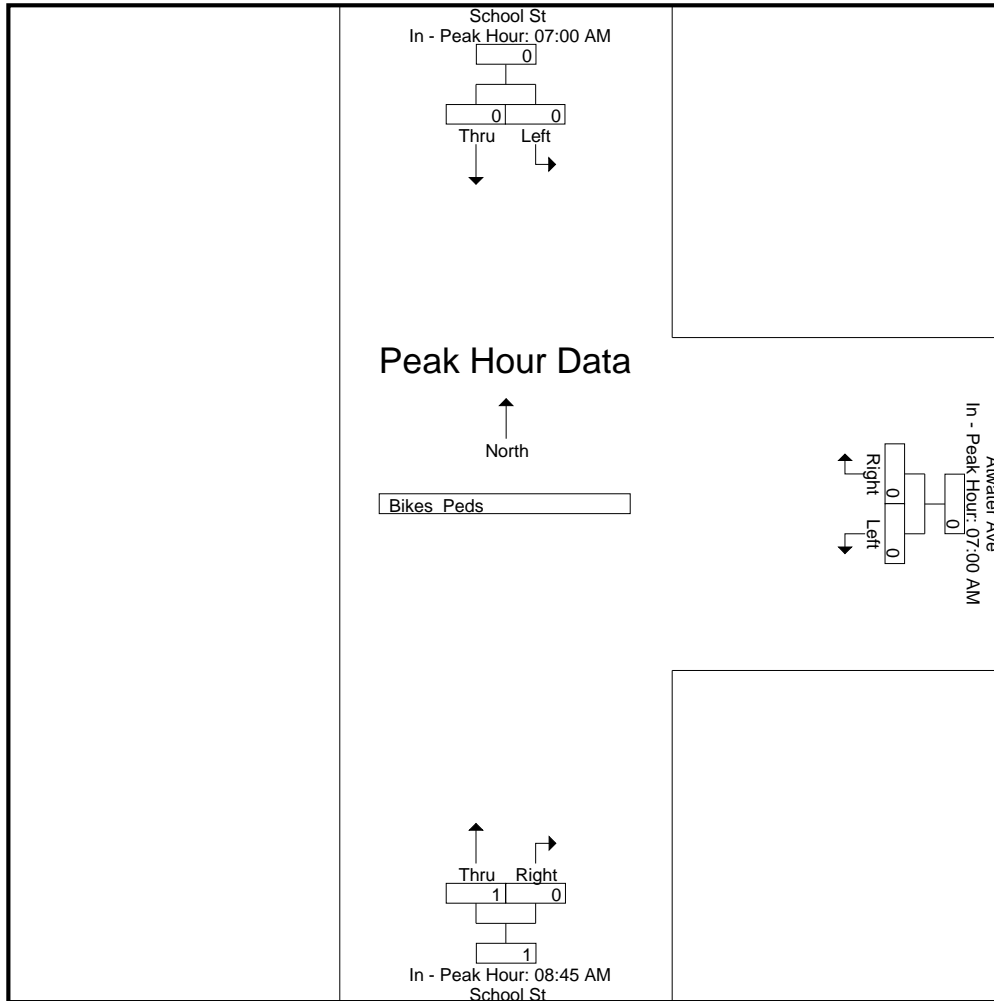 School St
In - Peak Hour: 07:00 AM
0
0 0
Thru Left
Peak Hour Data
North
Bikes Peds
Atwater Ave
In - Peak Hour: 07:00 AM
0
0 0
Right Left
Thru Right
1 0
1
In - Peak Hour: 08:45 AM
School St